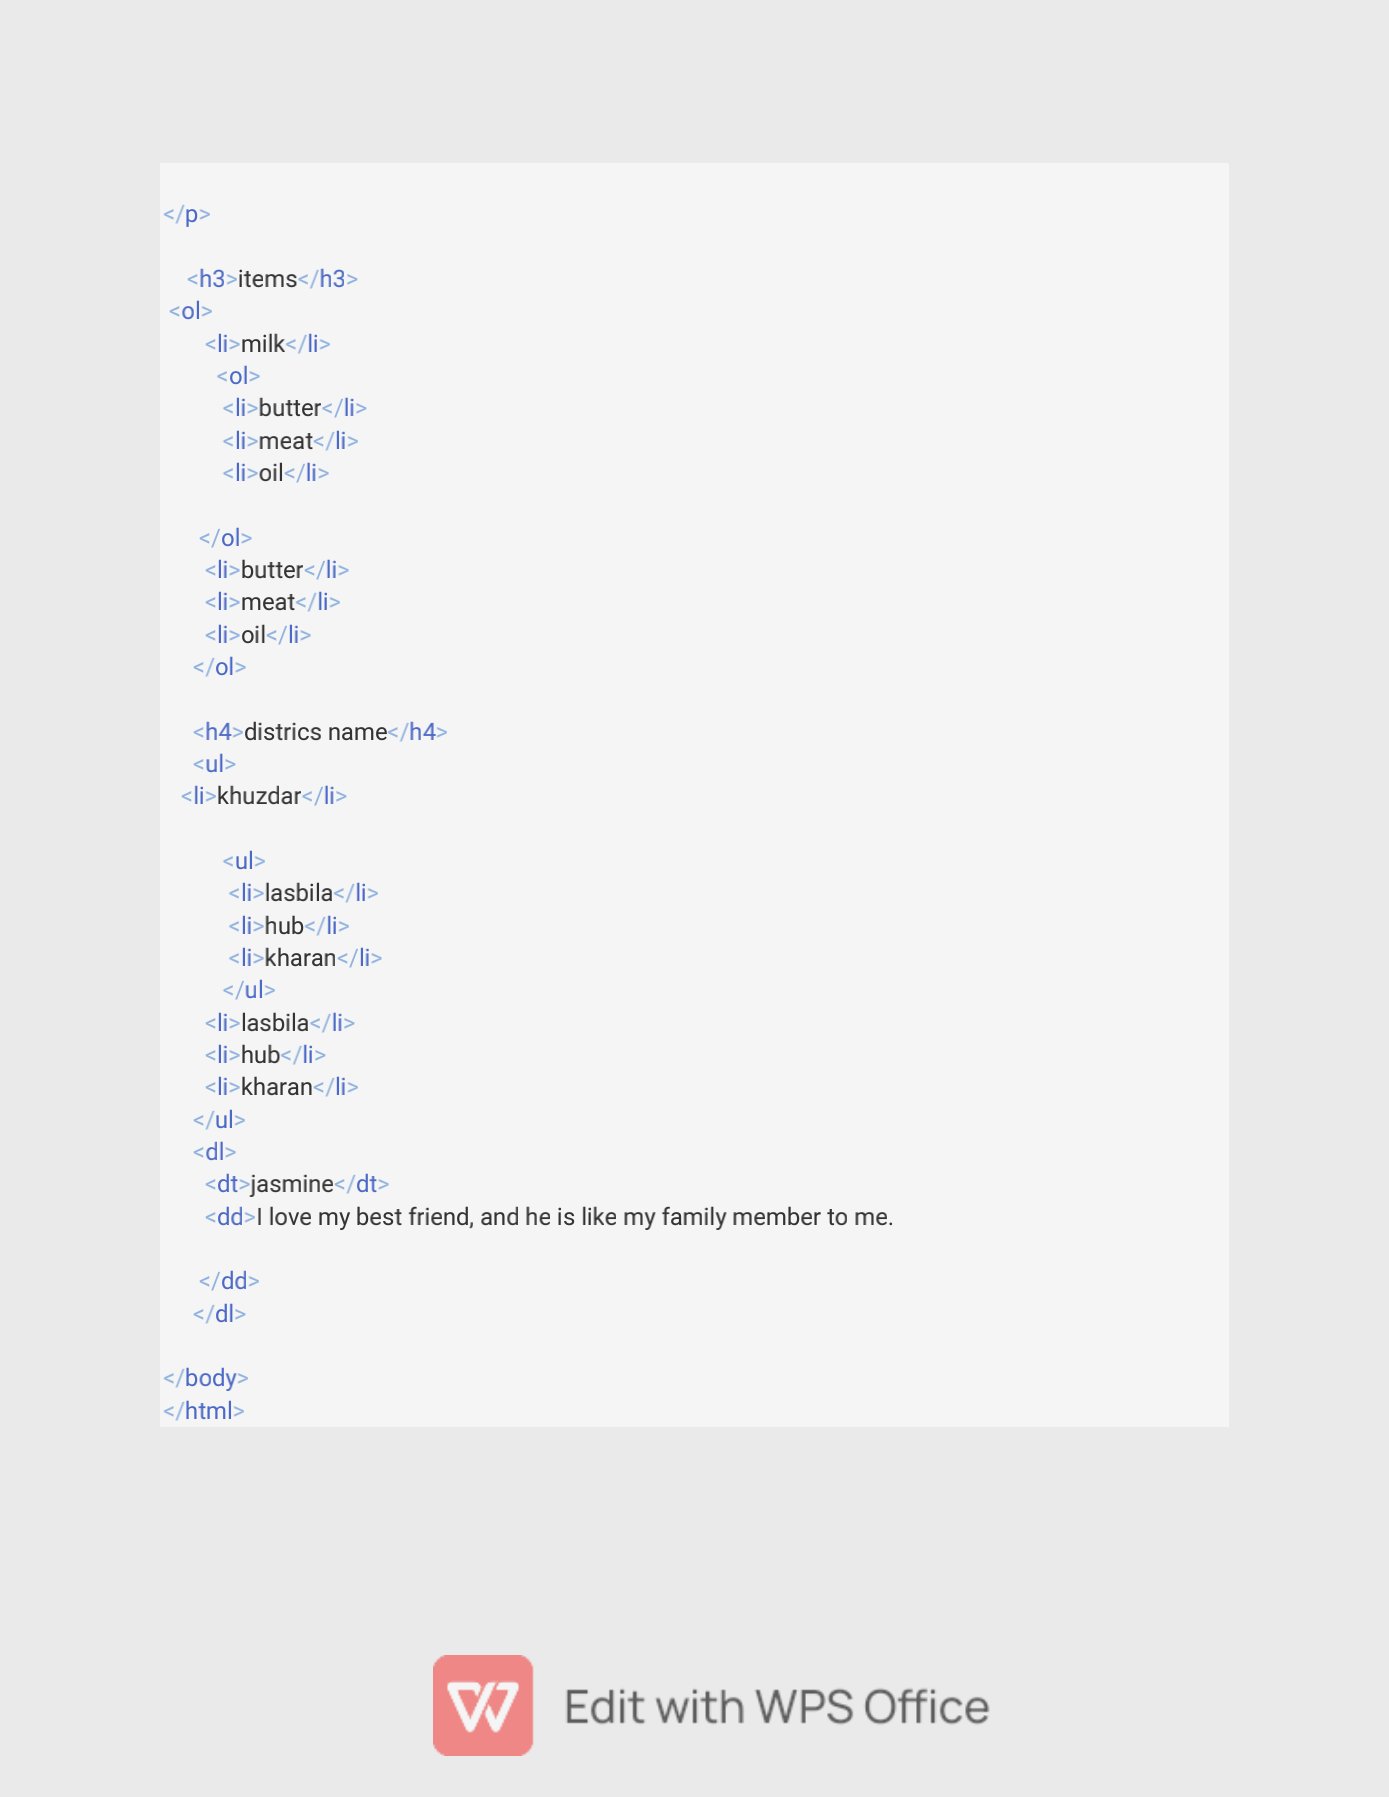 </p>
<h3>items</h3>
<ol>
<li>milk</li>
<ol>
<li>butter</li>
<li>meat</li>
<li>oil</li>
</ol>
<li>butter</li>
<li>meat</li>
<li>oil</li>
</ol>
<h4>districs name</h4>
<ul>
<li>khuzdar</li>
<ul>
<li>lasbila</li>
<li>hub</li>
<li>kharan</li>
</ul>
<li>lasbila</li>
<li>hub</li>
<li>kharan</li>
</ul>
<dl>
<dt>jasmine</dt>
<dd>I love my best friend, and he is like my family member to me.
</dd>
</dl>
</body>
</html>
Edit with WPS Office